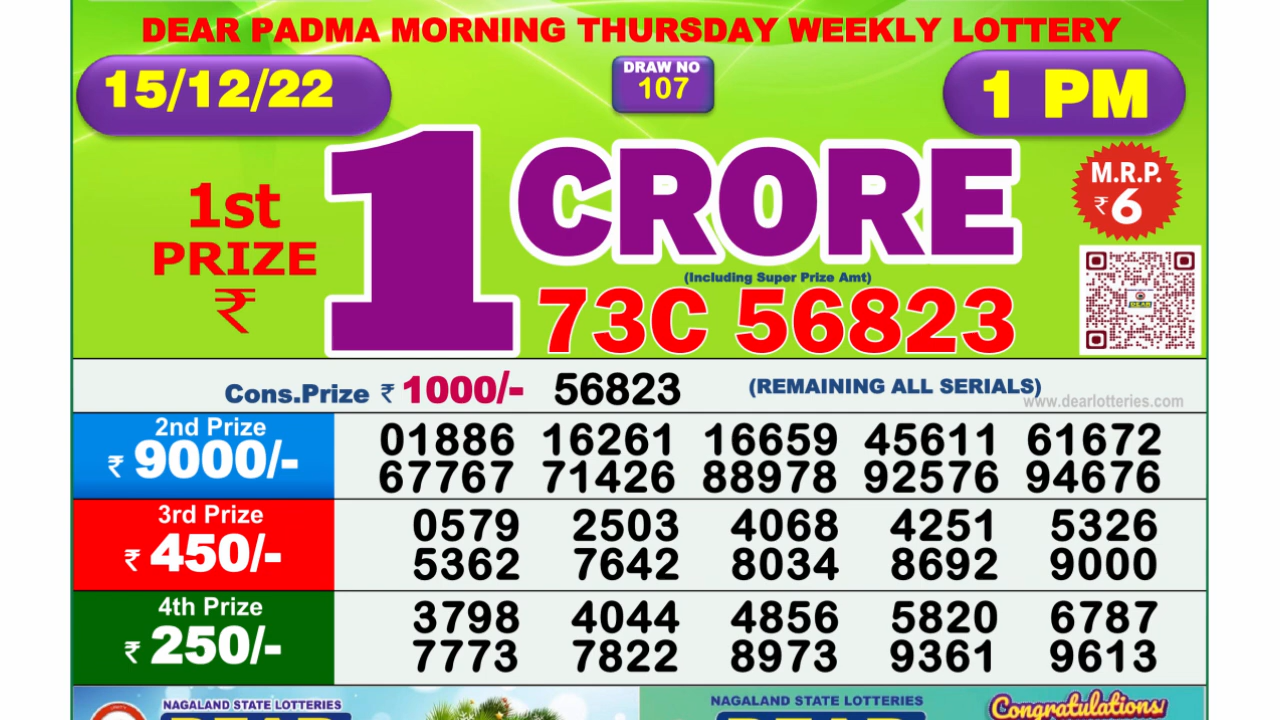 DEAR PADMA MORNING THURSDAY WEEKLY LOTTERY
15/12/22
DRAW NO
107
1 PM
1st
PRIZE
₹
1 CRORE
(Including Super Prize Amt)
73C 56823
M.R.P.
₹6
Cons.Prize ₹ 1000/- 56823 (REMAINING ALL SERIALS)
www.dearlotteries.com
2nd Prize
₹ 9000/-
01886 16261 16659 45611 61672
67767 71426 88978 92576 94676
3rd Prize
₹ 450/-
0579 2503 4068 4251 5326
5362 7642 8034 8692 9000
4th Prize
₹ 250/-
3798 4044 4856 5820 6787
7773 7822 8973 9361 9613
NAGALAND STATE LOTTERIES
DEAR
NAGALAND STATE LOTTERIES
DEAR
Congratulations!